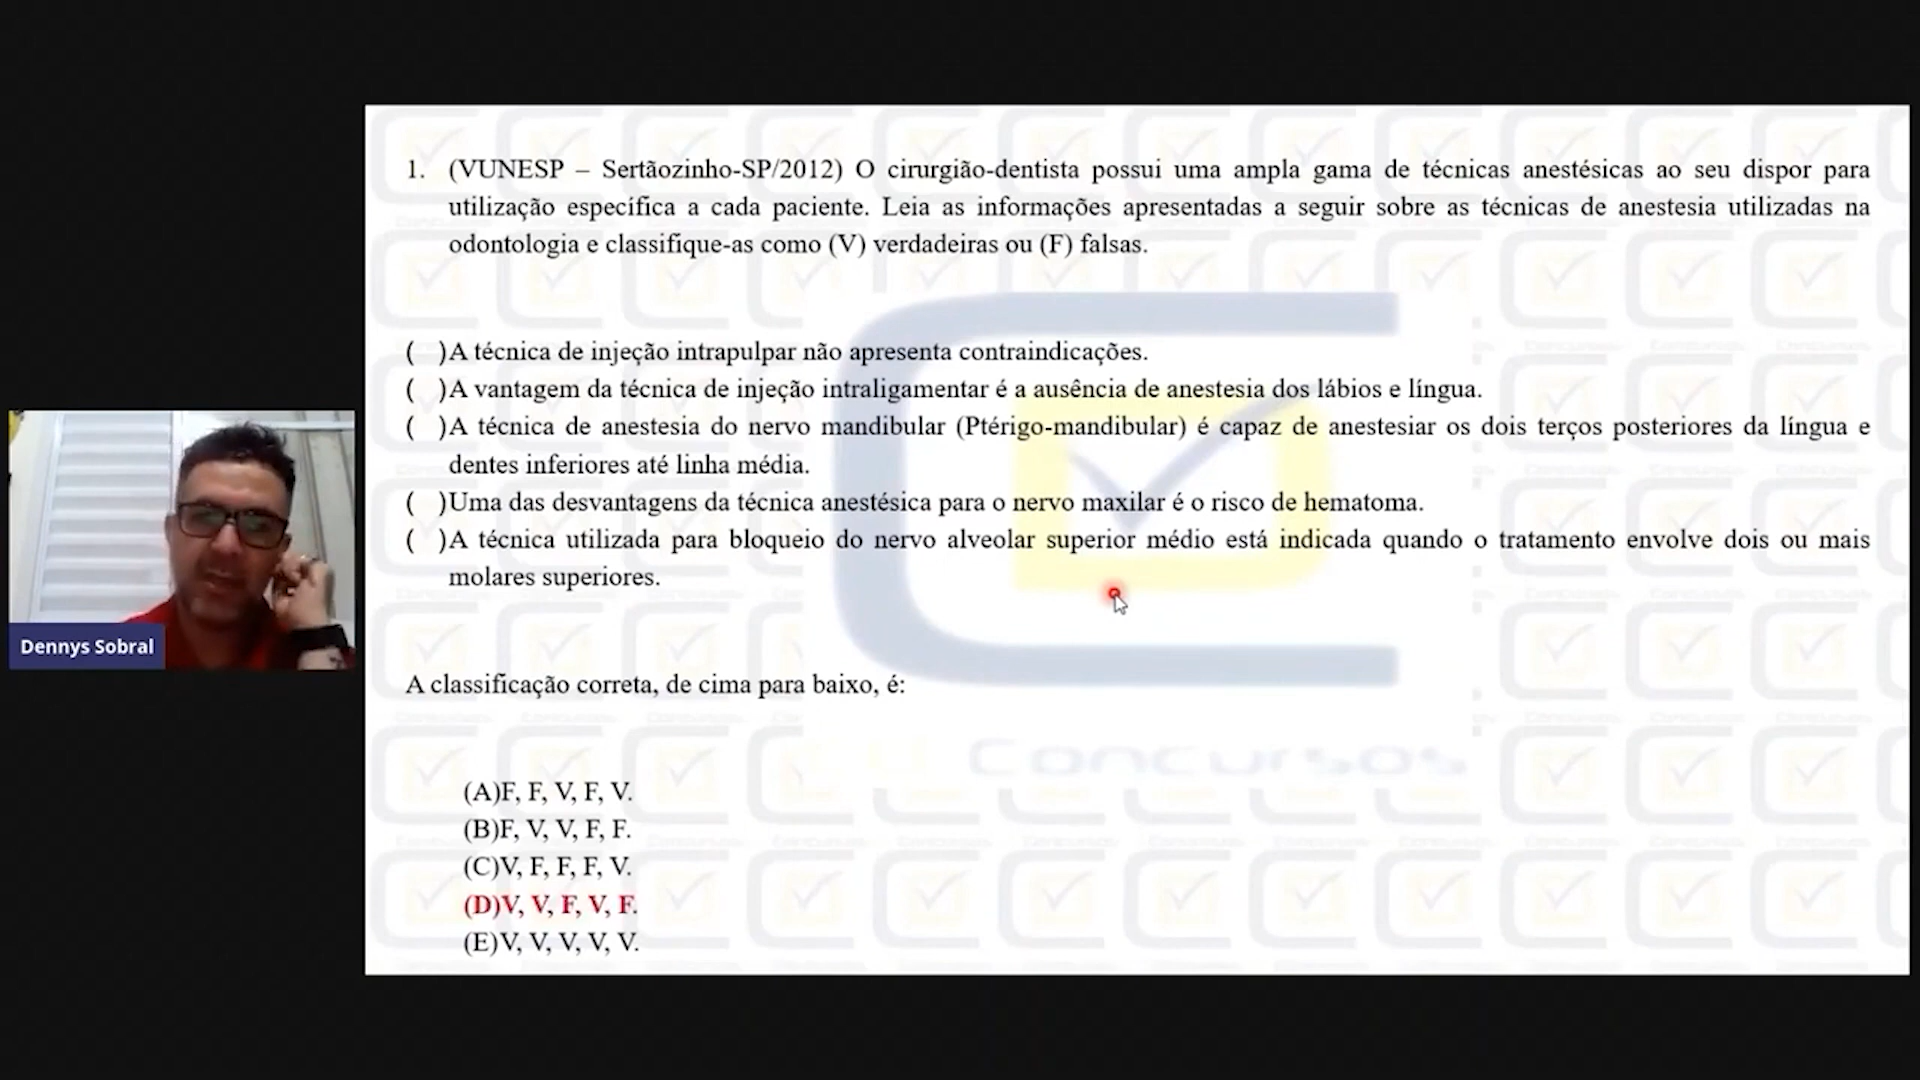 1. (VUNESP – Sertãozinho-SP/2012) O cirurgião-dentista possui uma ampla gama de técnicas anestésicas ao seu dispor para
utilização específica a cada paciente. Leia as informações apresentadas a seguir sobre as técnicas de anestesia utilizadas na
odontologia e classifique-as como (V) verdadeiras ou (F) falsas.
( )A técnica de injeção intrapulpar não apresenta contraindicações.
( )A vantagem da técnica de injeção intraligamentar é a ausência de anestesia dos lábios e língua.
( )A técnica de anestesia do nervo mandibular (Ptérigo-mandibular) é capaz de anestesiar os dois terços posteriores da língua e
dentes inferiores até linha média.
( )Uma das desvantagens da técnica anestésica para o nervo maxilar é o risco de hematoma.
( )A técnica utilizada para bloqueio do nervo alveolar superior médio está indicada quando o tratamento envolve dois ou mais
molares superiores.
Dennys Sobral
A classificação correta, de cima para baixo, é:
Concursos
(A)F, F, V, F, V.
(B)F, V, V, F, F.
(C)V, F, F, F, V.
(D)V, V, F, V, F.
(E)V, V, V, V, V.